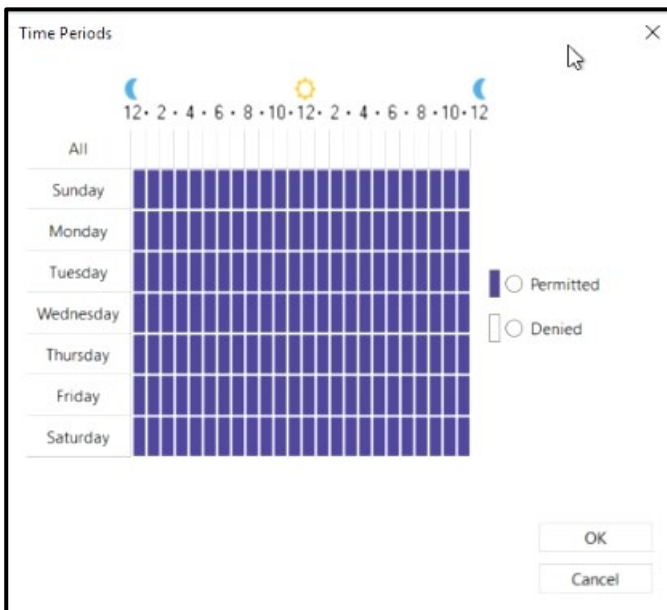 Time Periods
12 · 2 · 4 · 6 · 8 · 10 · 12 · 2 · 4 · 6 · 8 · 10 · 12
All
Sunday
Monday
Tuesday
Wednesday
Thursday
Friday
Saturday
Permitted
Denied
OK
Cancel